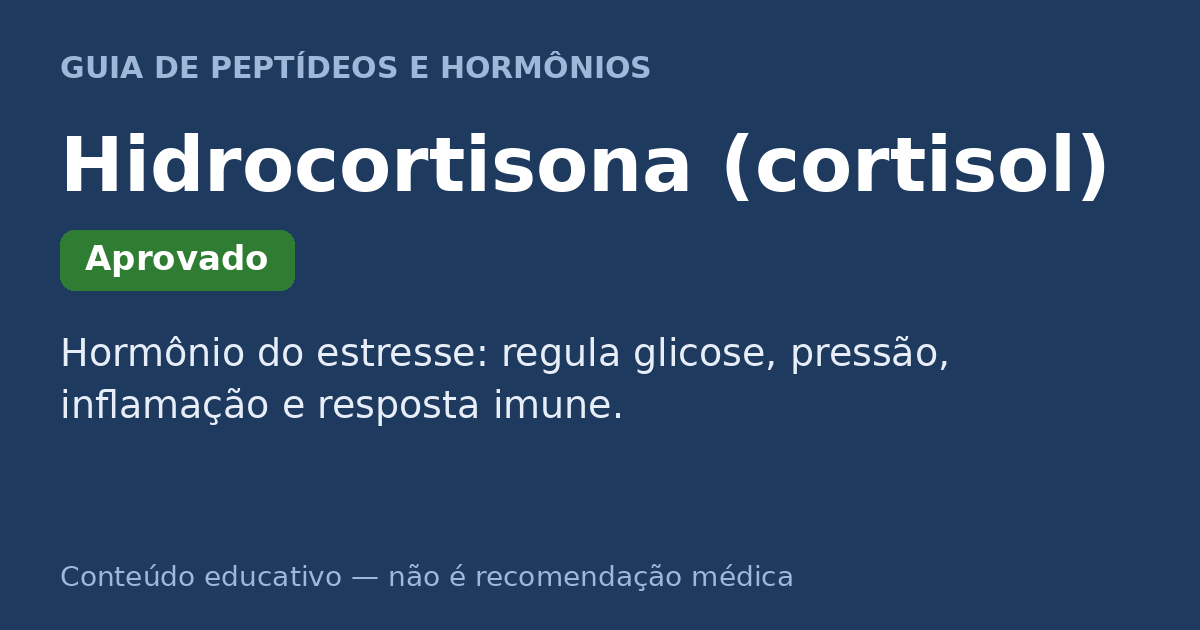 GUIA DE PEPTÍDEOS E HORMÔNIOS
Hidrocortisona (cortisol)
Aprovado
Hormônio do estresse: regula glicose, pressão,
inflamação e resposta imune.
Conteúdo educativo — não é recomendação médica